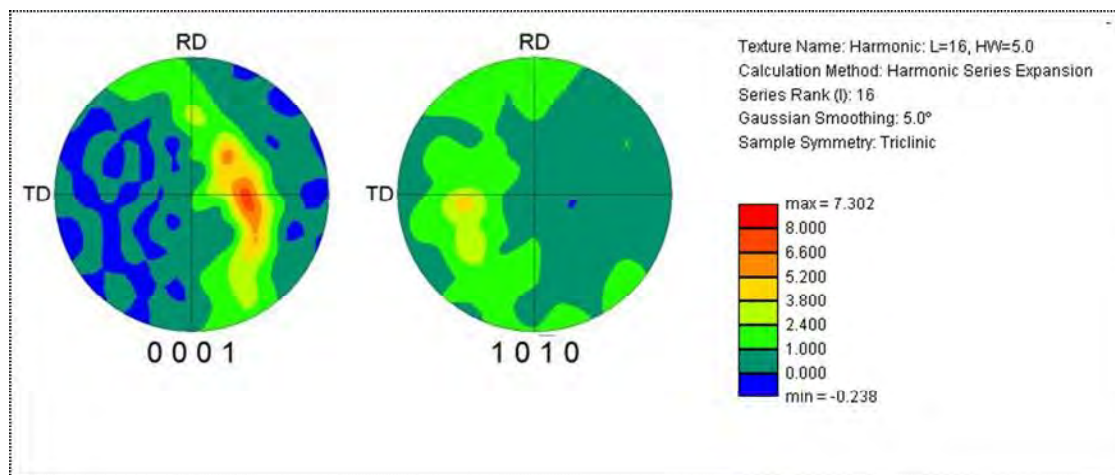 RD
TD
0 0 0 1
RD
TD
1 0 1̅ 0
Texture Name: Harmonic: L=16, HW=5.0
Calculation Method: Harmonic Series Expansion
Series Rank (l): 16
Gaussian Smoothing: 5.0º
Sample Symmetry: Triclinic
max = 7.302
8.000
6.600
5.200
3.800
2.400
1.000
0.000
min = -0.238